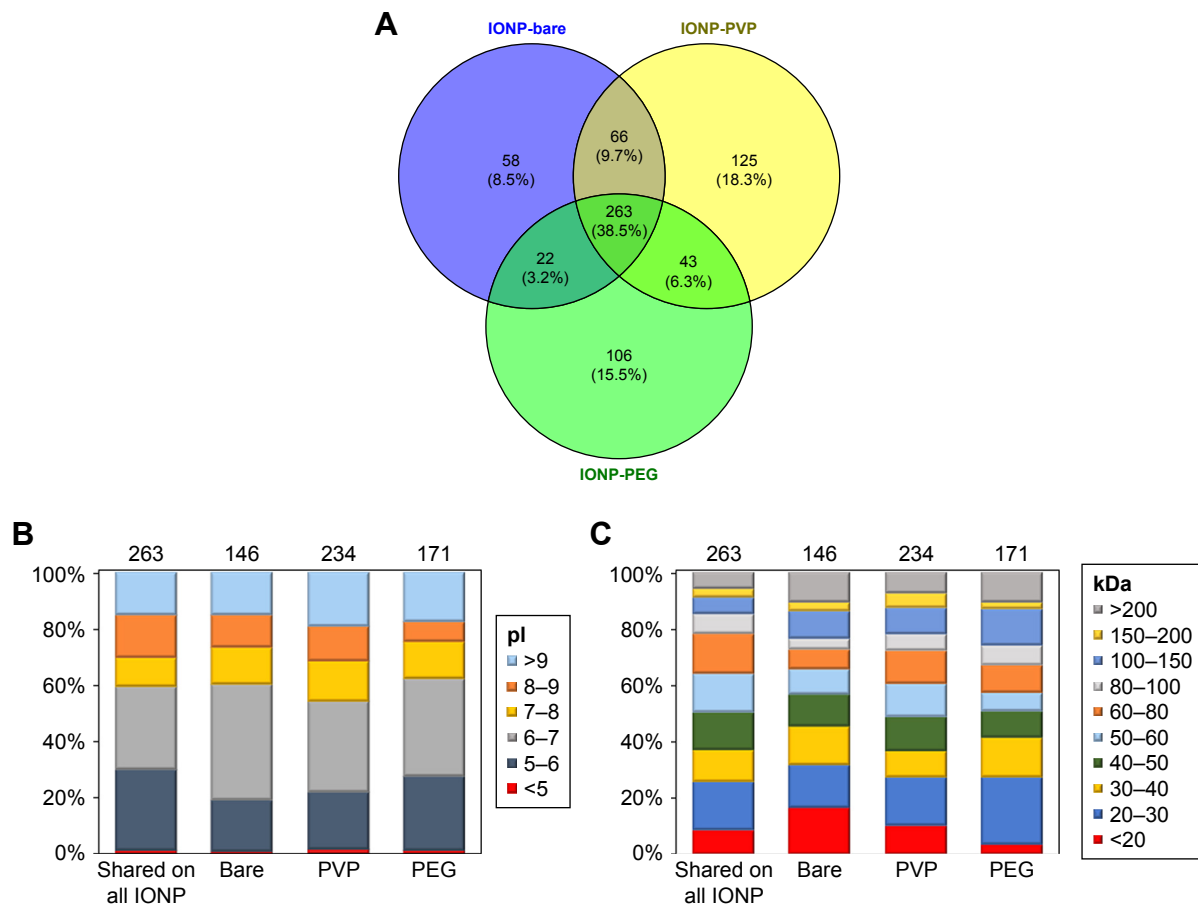 A
IONP-bare
IONP-PVP
66
(9.7%)
58
(8.5%)
125
(18.3%)
263
(38.5%)
22
(3.2%)
43
(6.3%)
106
(15.5%)
IONP-PEG
B
263 146 234 171
100%
80%
60%
40%
20%
0%
Shared on
all IONP
Bare
PVP
PEG
pI
>9
8–9
7–8
6–7
5–6
<5
C
263 146 234 171
100%
80%
60%
40%
20%
0%
Shared on
all IONP
Bare
PVP
PEG
kDa
>200
150–200
100–150
80–100
60–80
50–60
40–50
30–40
20–30
<20